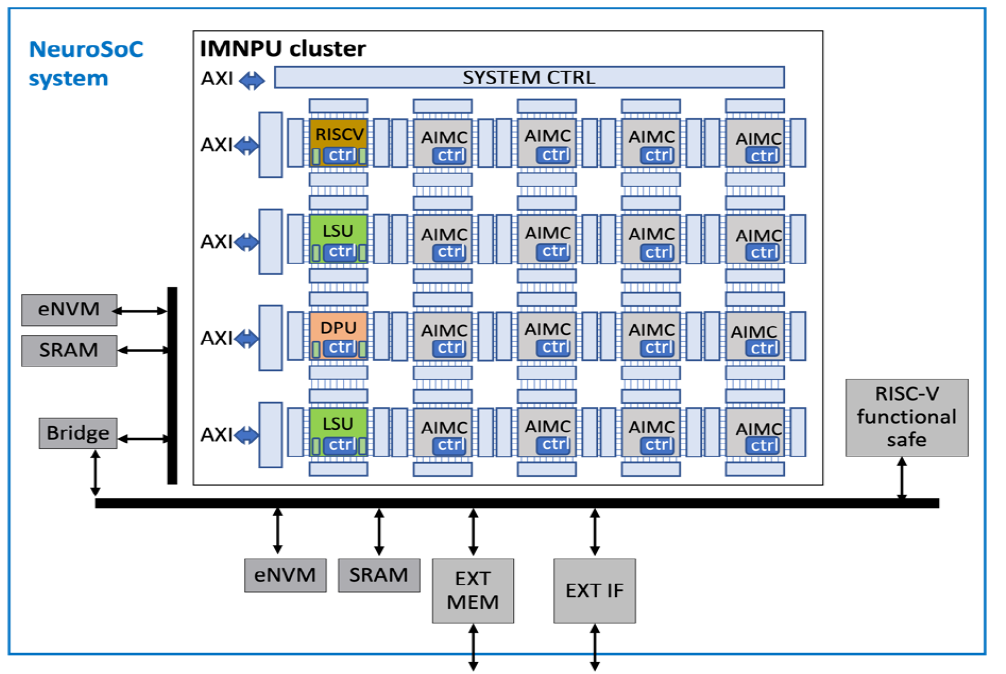 NeuroSoC
system
IMNPU cluster
AXI
SYSTEM CTRL
AXI
RISCV
ctrl
AIMC
ctrl
AIMC
ctrl
AIMC
ctrl
AIMC
ctrl
AXI
LSU
ctrl
AIMC
ctrl
AIMC
ctrl
AIMC
ctrl
AIMC
ctrl
AXI
DPU
ctrl
AIMC
ctrl
AIMC
ctrl
AIMC
ctrl
AIMC
ctrl
AXI
LSU
ctrl
AIMC
ctrl
AIMC
ctrl
AIMC
ctrl
AIMC
ctrl
eNVM
SRAM
Bridge
RISC-V
functional
safe
eNVM
SRAM
EXT
MEM
EXT IF